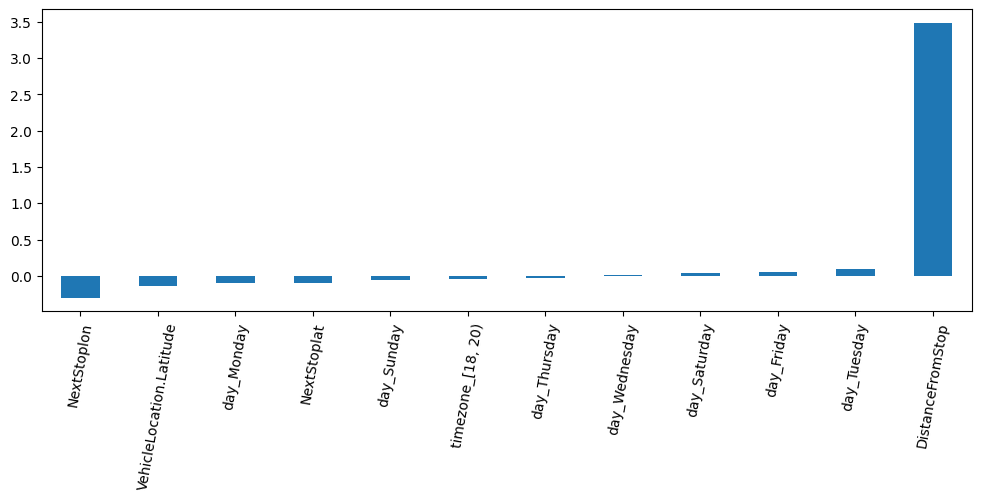 3.5
3.0
2.5
2.0
1.5
1.0
0.5
0.0
NextStoplon
VehicleLocation.Latitude
day_Monday
NextStoplat
day_Sunday
timezone_[18, 20)
day_Thursday
day_Wednesday
day_Saturday
day_Friday
day_Tuesday
DistanceFromStop